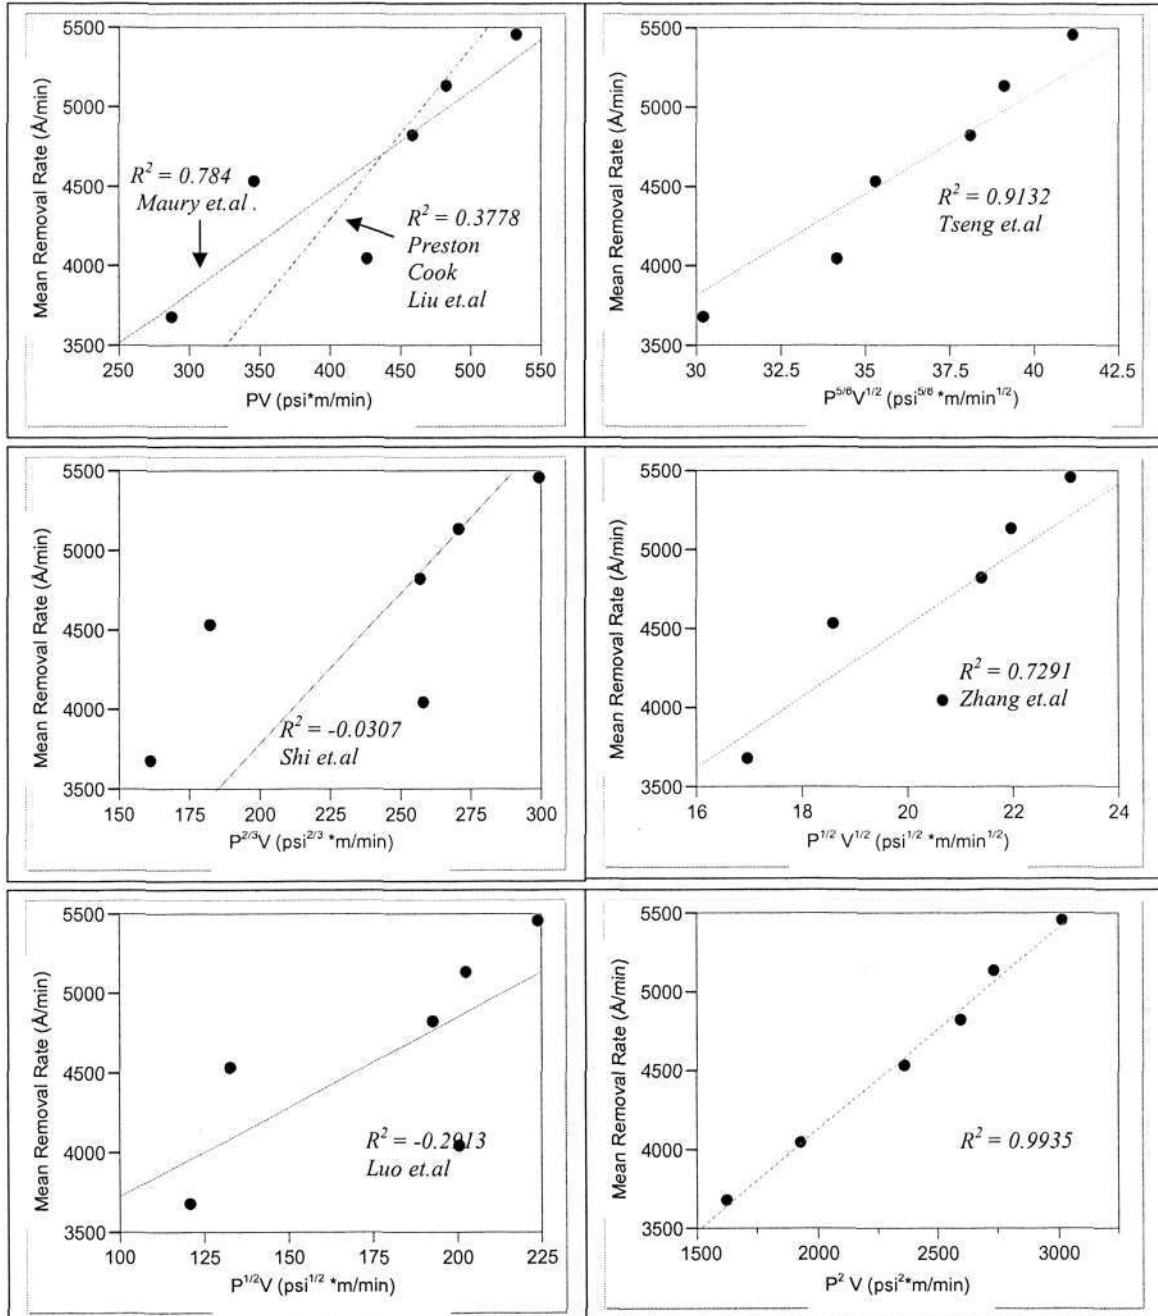 Mean Removal Rate (Å/min)
5500
5000
4500
4000
3500
R² = 0.784
Maury et.al .
R² = 0.3778
Preston
Cook
Liu et.al
250 300 350 400 450 500 550
PV (psi*m/min)
Mean Removal Rate (Å/min)
5500
5000
4500
4000
3500
R² = 0.9132
Tseng et.al
30 32.5 35 37.5 40 42.5
P^5/6V^1/2 (psi^5/6 *m/min^1/2)
Mean Removal Rate (Å/min)
5500
5000
4500
4000
3500
R² = -0.0307
Shi et.al
150 175 200 225 250 275 300
P^2/3V (psi^2/3 *m/min)
Mean Removal Rate (Å/min)
5500
5000
4500
4000
3500
R² = 0.7291
Zhang et.al
16 18 20 22 24
P^1/2 V^1/2 (psi^1/2 *m/min^1/2)
Mean Removal Rate (Å/min)
5500
5000
4500
4000
3500
R² = -0.2913
Luo et.al
100 125 150 175 200 225
P^1/2V (psi^1/2 *m/min)
Mean Removal Rate (Å/min)
5500
5000
4500
4000
3500
R² = 0.9935
1500 2000 2500 3000
P² V (psi²*m/min)